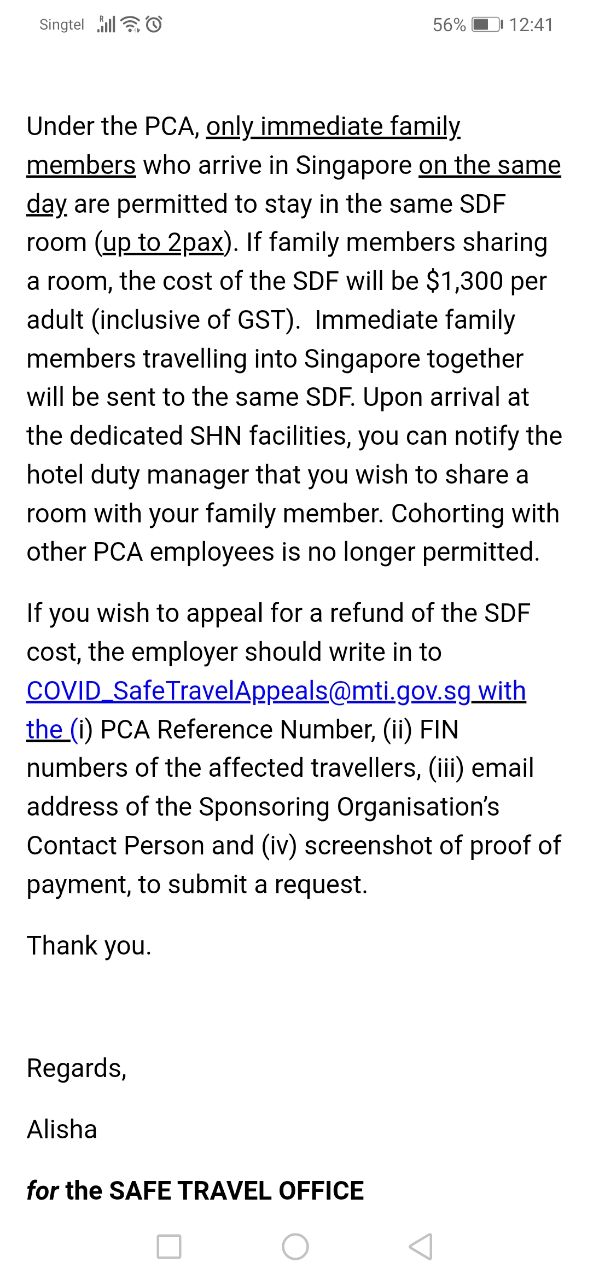 Singtel 56% 12:41
Under the PCA, only immediate family
members who arrive in Singapore on the same
day are permitted to stay in the same SDF
room (up to 2pax). If family members sharing
a room, the cost of the SDF will be $1,300 per
adult (inclusive of GST).  Immediate family
members travelling into Singapore together
will be sent to the same SDF. Upon arrival at
the dedicated SHN facilities, you can notify the
hotel duty manager that you wish to share a
room with your family member. Cohorting with
other PCA employees is no longer permitted.
If you wish to appeal for a refund of the SDF
cost, the employer should write in to
COVID_SafeTravelAppeals@mti.gov.sg with
the (i) PCA Reference Number, (ii) FIN
numbers of the affected travellers, (iii) email
address of the Sponsoring Organisation’s
Contact Person and (iv) screenshot of proof of
payment, to submit a request.
Thank you.
Regards,
Alisha
for the SAFE TRAVEL OFFICE